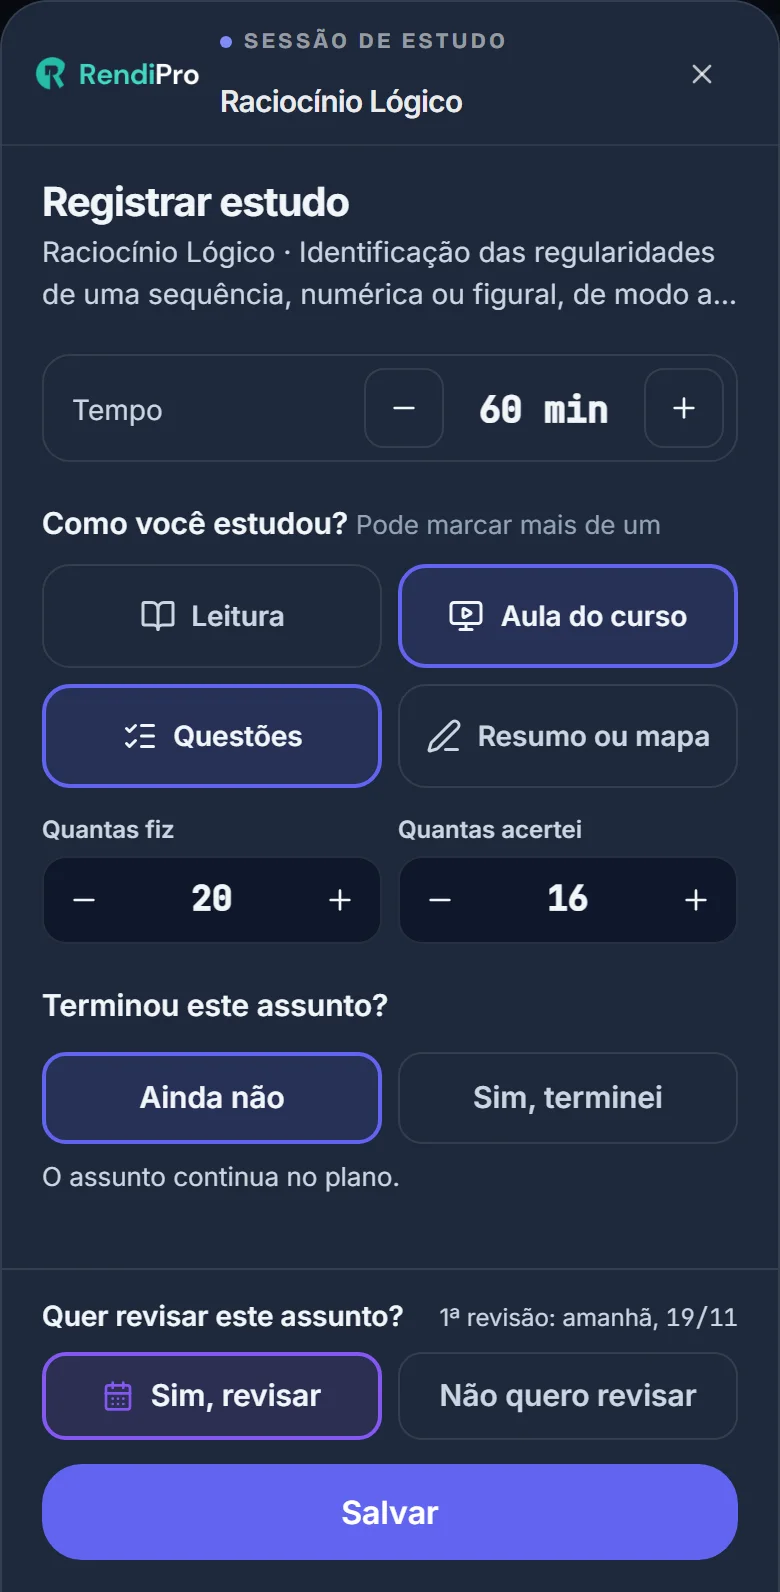 SESSÃO DE ESTUDO
RendiPro
Raciocínio Lógico
Registrar estudo
Raciocínio Lógico · Identificação das regularidades
de uma sequência, numérica ou figural, de modo a...
Tempo
60 min
Como você estudou? Pode marcar mais de um
Leitura
Aula do curso
Questões
Resumo ou mapa
Quantas fiz
Quantas acertei
− 20 +
− 16 +
Terminou este assunto?
Ainda não
Sim, terminei
O assunto continua no plano.
Quer revisar este assunto? 1ª revisão: amanhã, 19/11
Sim, revisar
Não quero revisar
Salvar